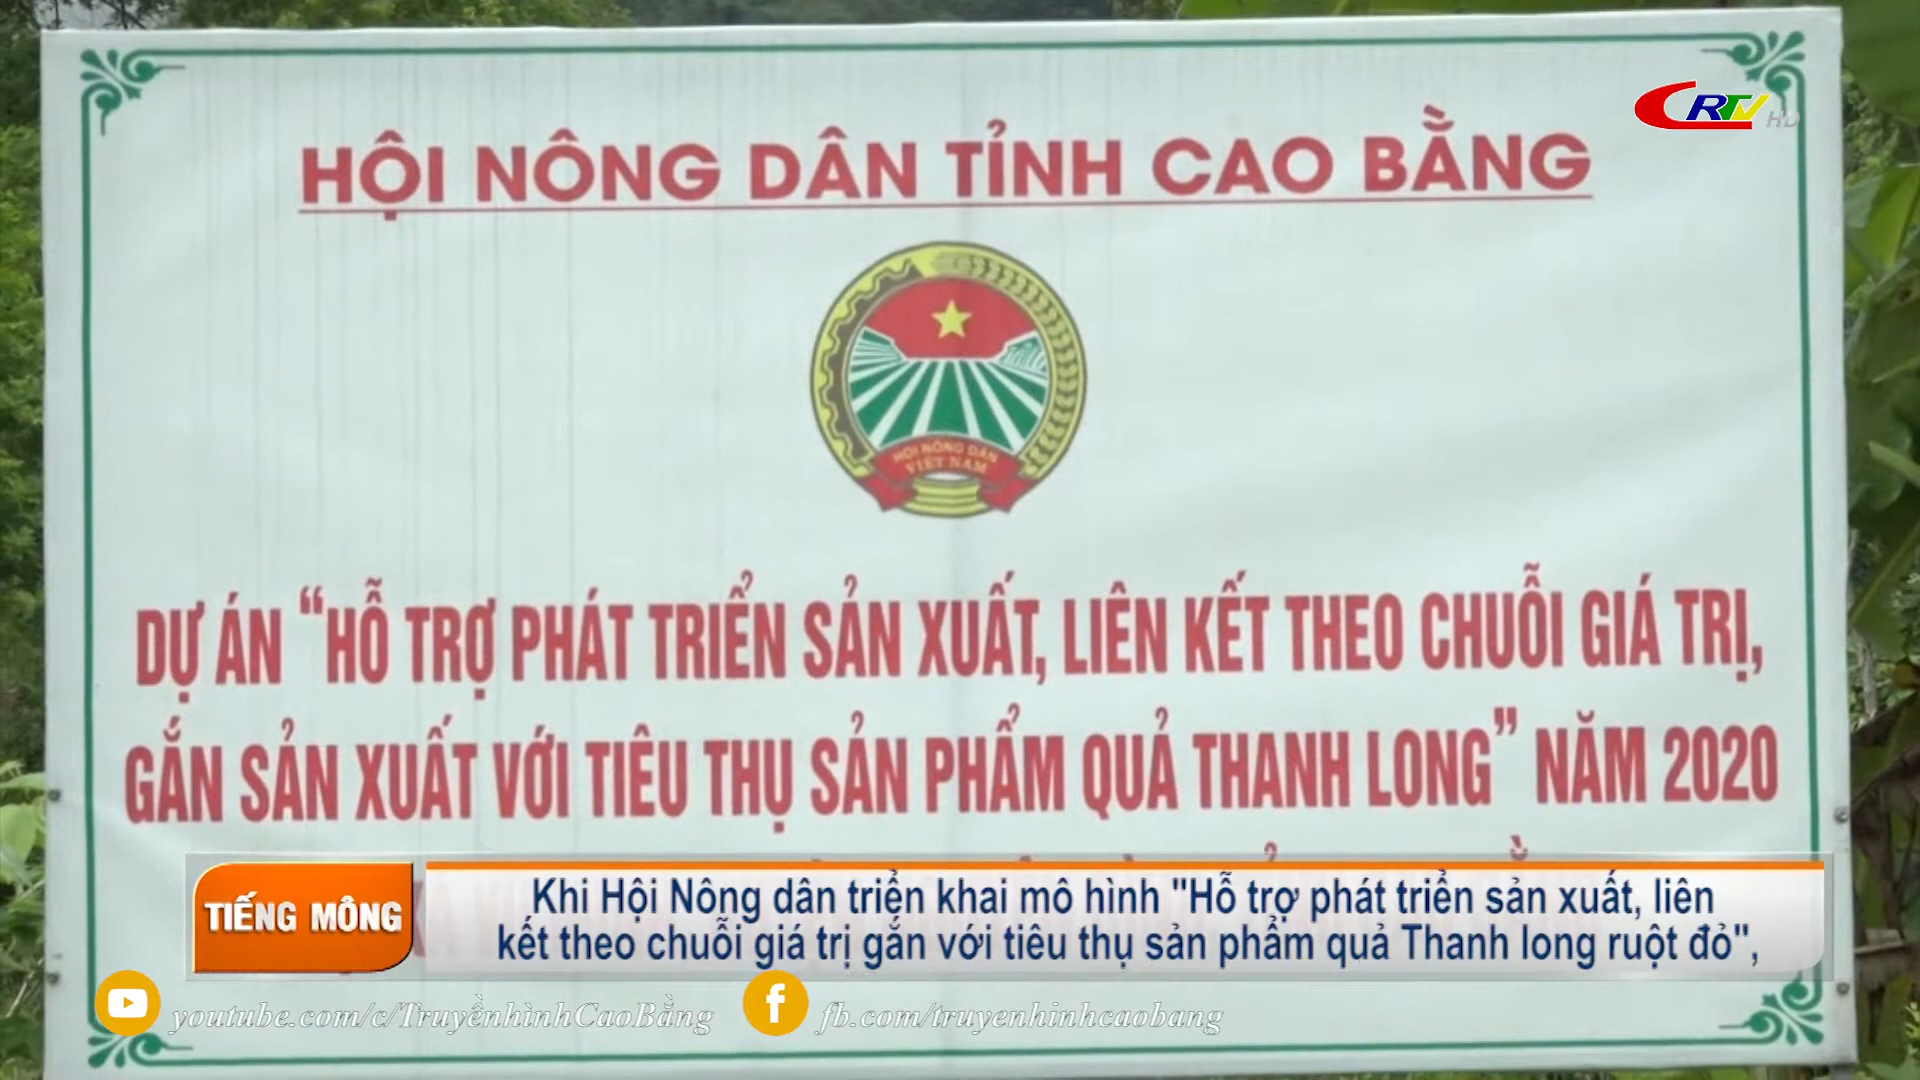 CRTV HD
HỘI NÔNG DÂN TỈNH CAO BẰNG
HỘI NÔNG DÂN
VIỆT NAM
DỰ ÁN “HỖ TRỢ PHÁT TRIỂN SẢN XUẤT, LIÊN KẾT THEO CHUỖI GIÁ TRỊ,
GẮN SẢN XUẤT VỚI TIÊU THỤ SẢN PHẨM QUẢ THANH LONG” NĂM 2020
TIẾNG MÔNG
Khi Hội Nông dân triển khai mô hình "Hỗ trợ phát triển sản xuất, liên
kết theo chuỗi giá trị gắn với tiêu thụ sản phẩm quả Thanh long ruột đỏ",
youtube.com/c/TruyềnhìnhCaoBằng
fb.com/truyenhinhcaobang